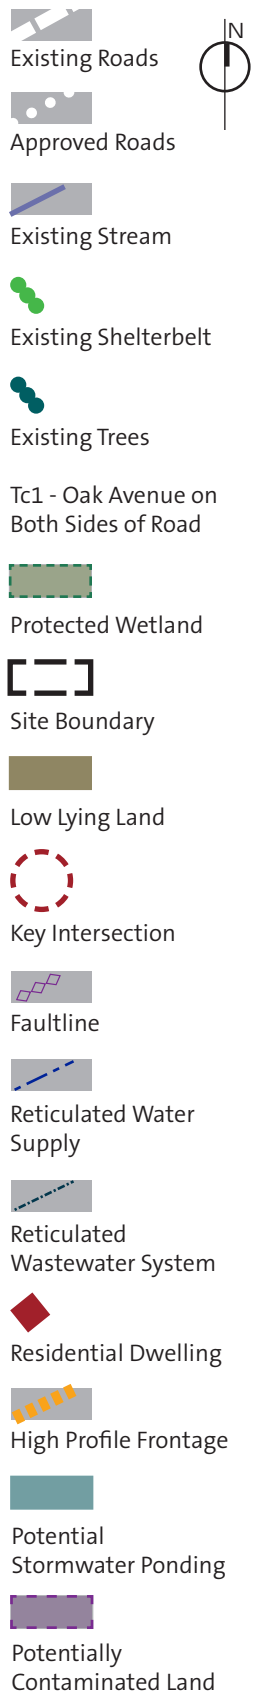 N
Existing Roads
Approved Roads
Existing Stream
Existing Shelterbelt
Existing Trees
Tc1 - Oak Avenue on
Both Sides of Road
Protected Wetland
Site Boundary
Low Lying Land
Key Intersection
Faultline
Reticulated Water
Supply
Reticulated
Wastewater System
Residential Dwelling
High Profile Frontage
Potential
Stormwater Ponding
Potentially
Contaminated Land